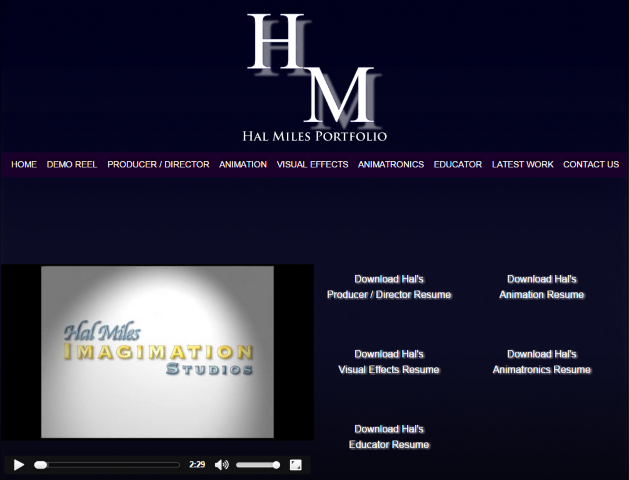 H
M
HAL MILES PORTFOLIO
HOME DEMO REEL PRODUCER / DIRECTOR ANIMATION VISUAL EFFECTS ANIMATRONICS EDUCATOR LATEST WORK CONTACT US
Hal Miles
IMAGIMATION
STUDIOS
2:29
Download Hal's
Producer / Director Resume
Download Hal's
Animation Resume
Download Hal's
Visual Effects Resume
Download Hal's
Animatronics Resume
Download Hal's
Educator Resume